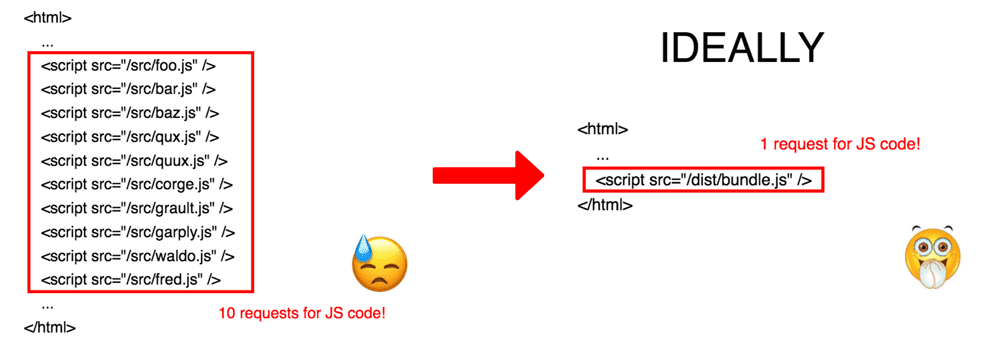 <html>
...
<script src="/src/foo.js" />
<script src="/src/bar.js" />
<script src="/src/baz.js" />
<script src="/src/qux.js" />
<script src="/src/quux.js" />
<script src="/src/corge.js" />
<script src="/src/grault.js" />
<script src="/src/garply.js" />
<script src="/src/waldo.js" />
<script src="/src/fred.js" />
10 requests for JS code!
...
</html>
IDEALLY
<html>
1 request for JS code!
...
<script src="/dist/bundle.js" />
</html>